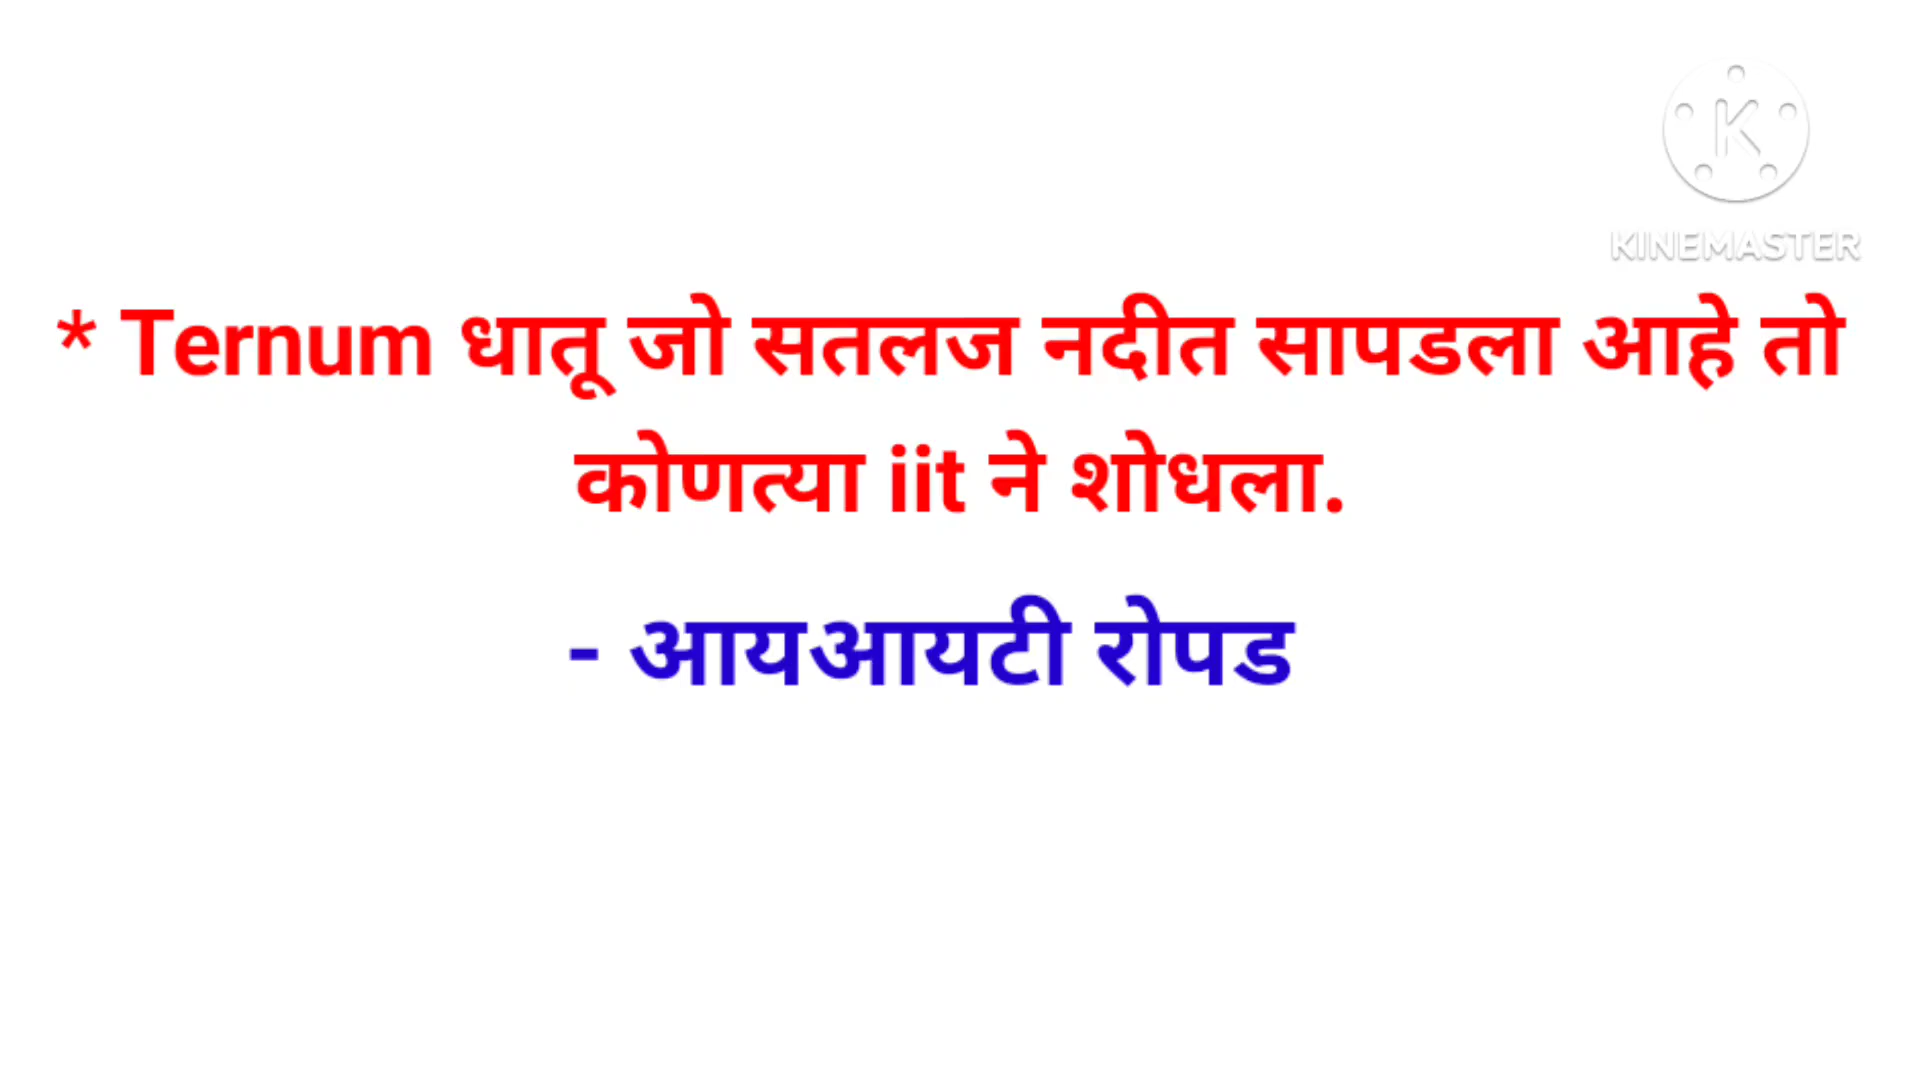 K
KINEMASTER
* Ternum धातू जो सतलज नदीत सापडला आहे तो
कोणत्या iit ने शोधला.
- आयआयटी रोपड